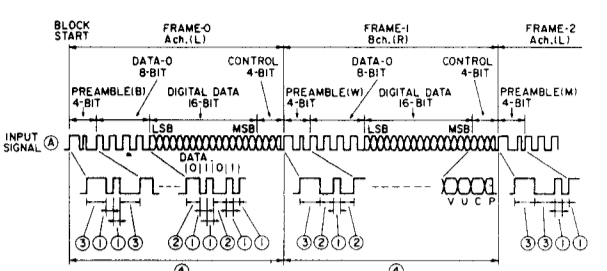 BLOCK START
FRAME-0 Ach.(L)
FRAME-1 Bch.(R)
FRAME-2 Ach.(L)
DATA-0 8-BIT
CONTROL 4-BIT
DATA-0 8-BIT
CONTROL 4-BIT
PREAMBLE(B) 4-BIT
DIGITAL DATA 16-BIT
PREAMBLE(W) 4-BIT
DIGITAL DATA 16-BIT
PREAMBLE(M) 4-BIT
INPUT SIGNAL Ⓐ
LSB MSB LSB MSB
DATA
|0|1|0|1|
V U C P
③ ① ① ③ ② ① ① ② ① ① ③ ② ① ② ③ ③ ① ①
④ ④